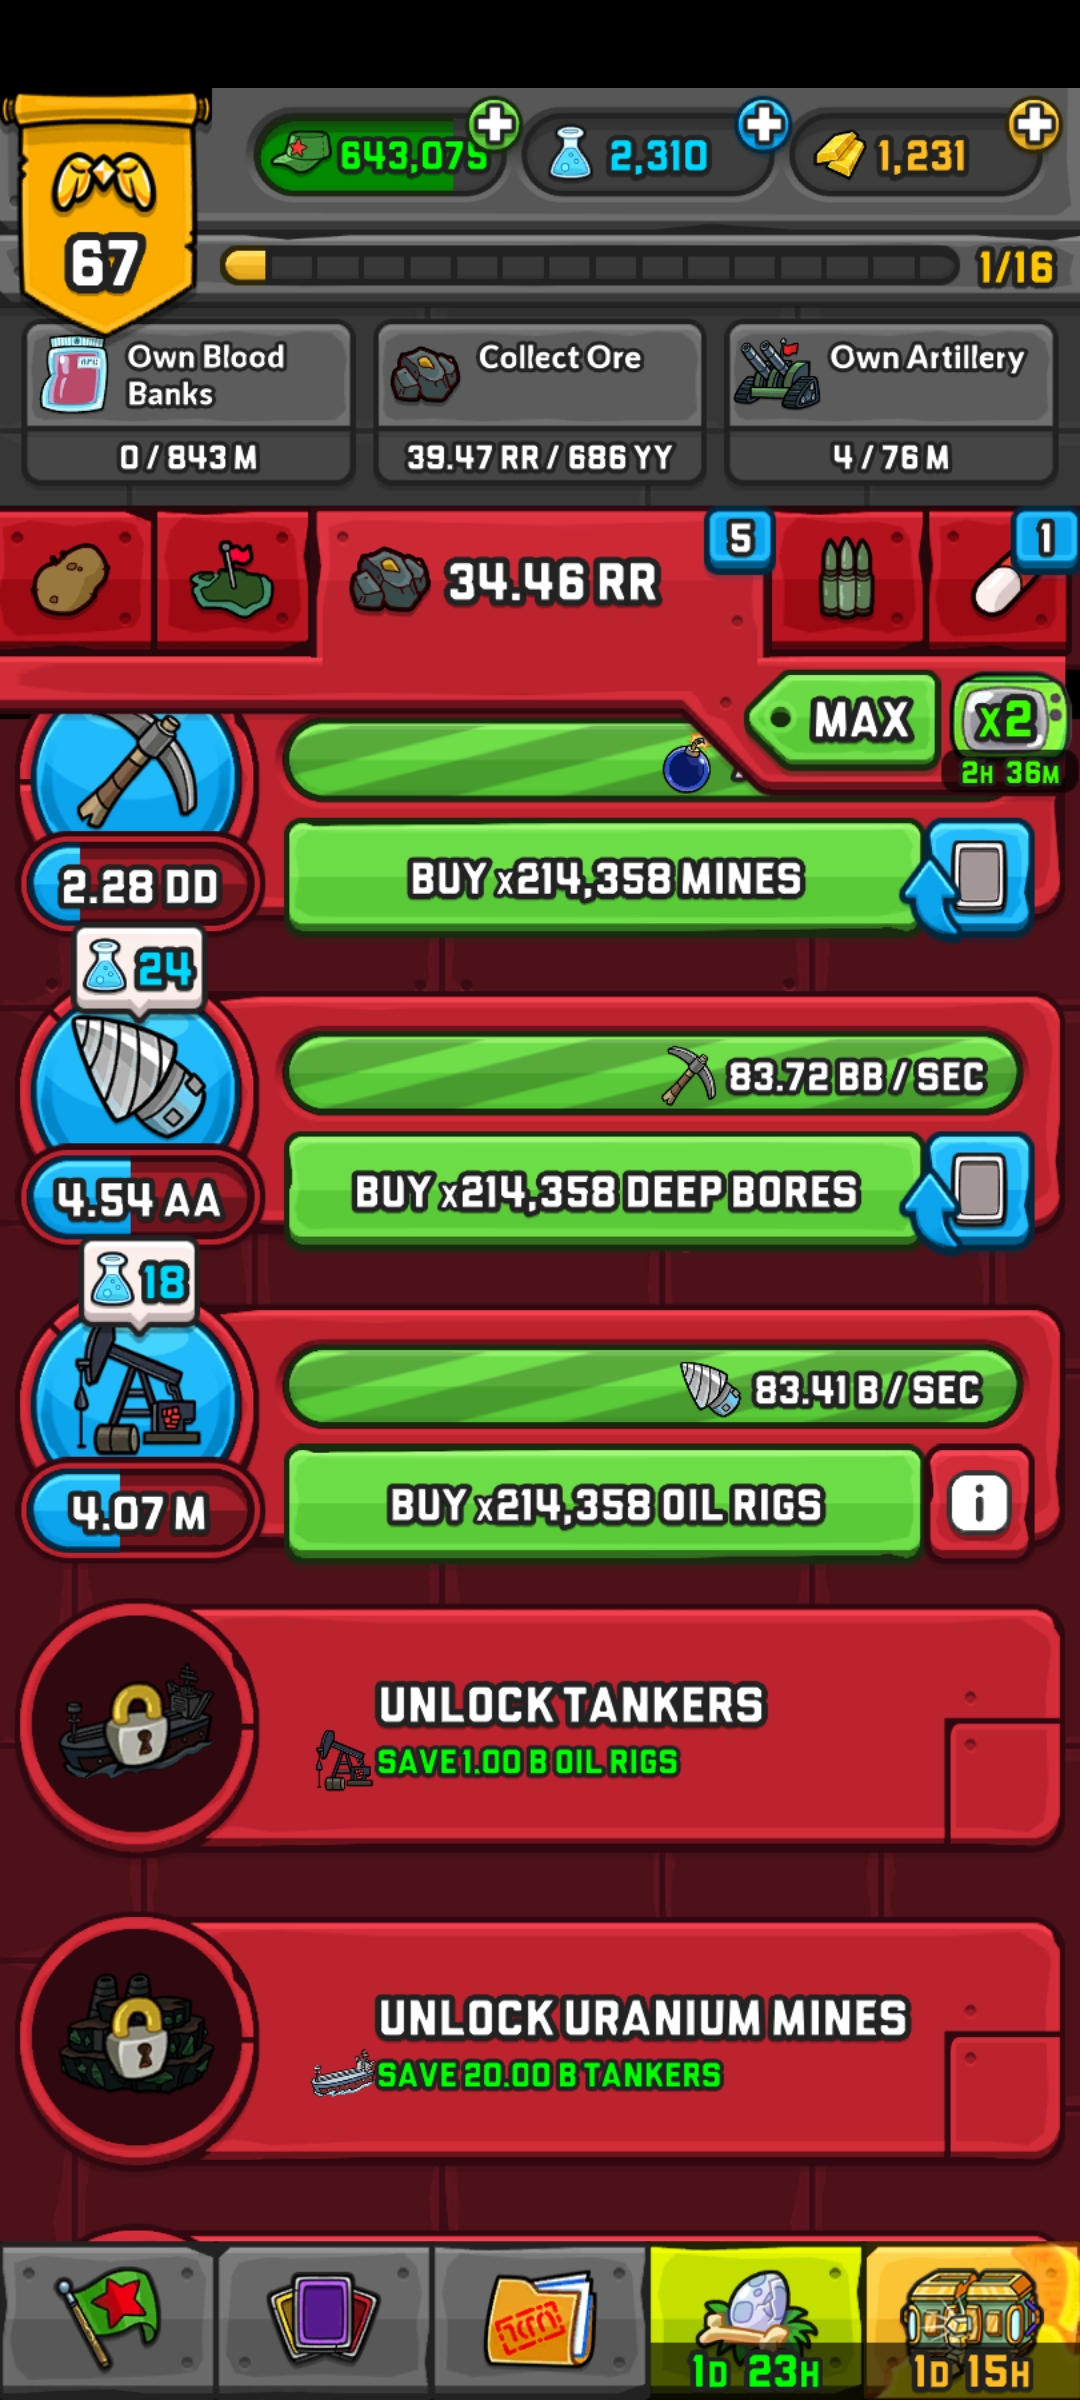 643,075
2,310
1,231
67
1/16
Own Blood
Banks
0 / 843 M
Collect Ore
39.47 RR / 686 YY
Own Artillery
4 / 76 M
34.46 RR
5
1
MAX
x2
2H 36M
2.28 DD
BUY x214,358 MINES
24
83.72 BB / SEC
4.54 AA
BUY x214,358 DEEP BORES
18
83.41 B / SEC
4.07 M
BUY x214,358 OIL RIGS
i
UNLOCK TANKERS
SAVE 1.00 B OIL RIGS
UNLOCK URANIUM MINES
SAVE 20.00 B TANKERS
1D 23H
1D 15H